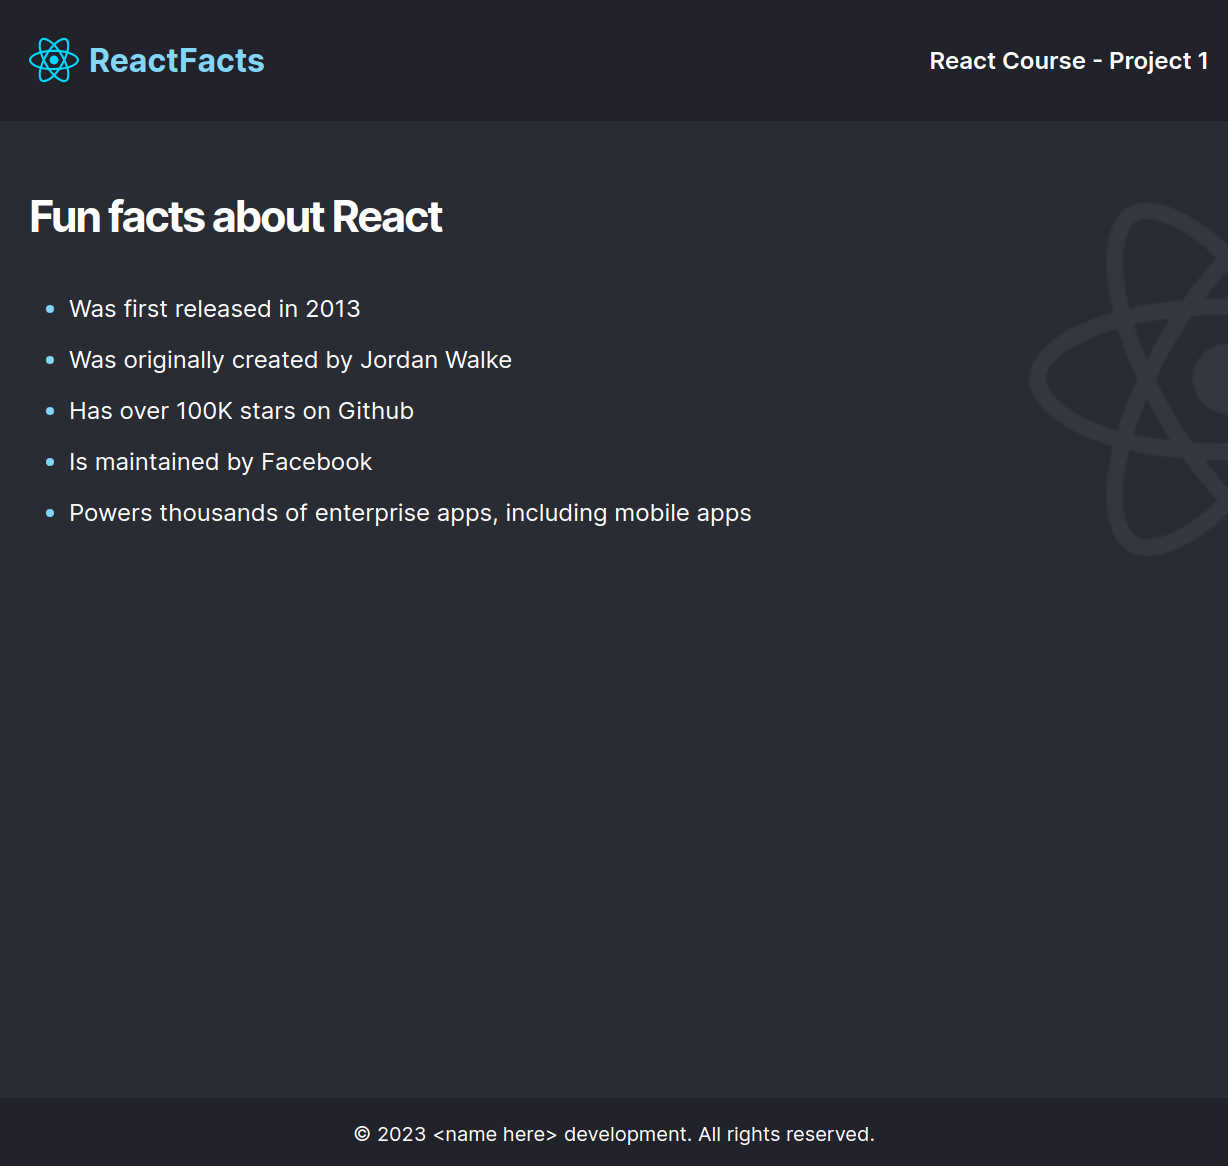 ReactFacts
React Course - Project 1
Fun facts about React
Was first released in 2013
Was originally created by Jordan Walke
Has over 100K stars on Github
Is maintained by Facebook
Powers thousands of enterprise apps, including mobile apps
© 2023 <name here> development. All rights reserved.